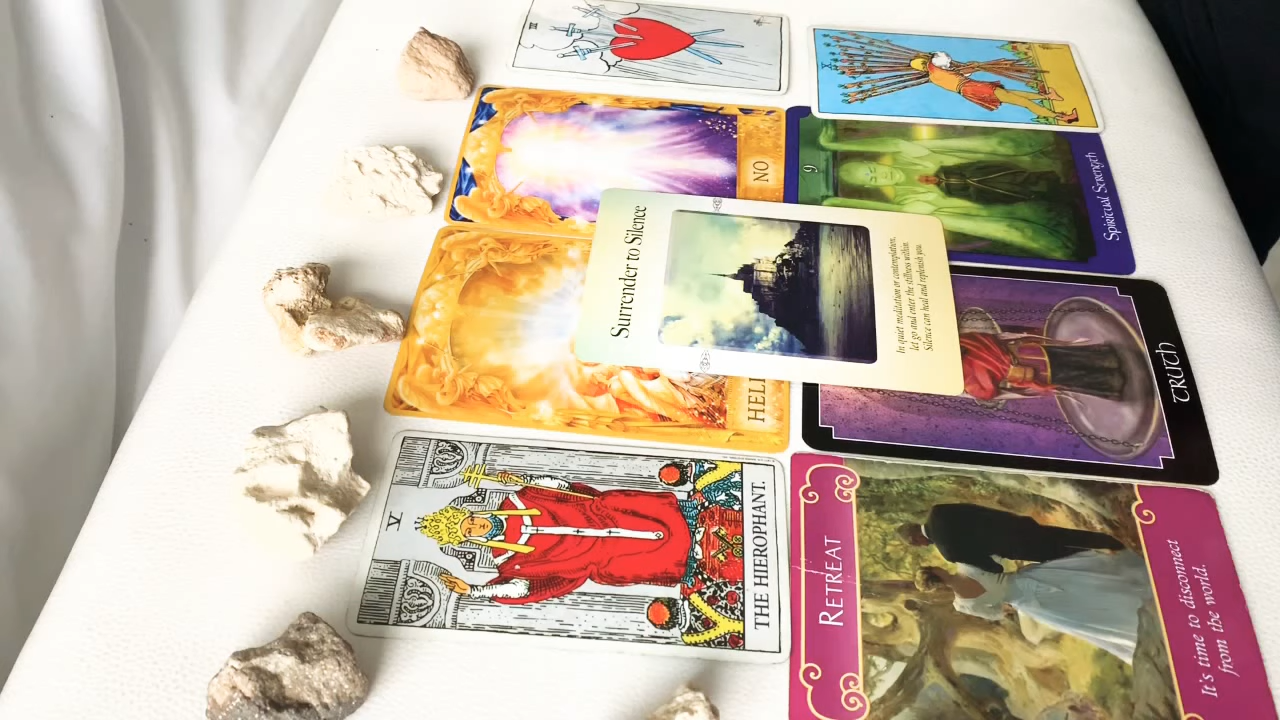 III
X
NO
9
Spiritual Strength
Surrender to Silence
In quiet meditation or contemplation,
let go and enter the stillness within.
Silence can heal and replenish you.
HEL
TRUTH
V
THE HIEROPHANT.
RETREAT
It's time to disconnect
from the world.